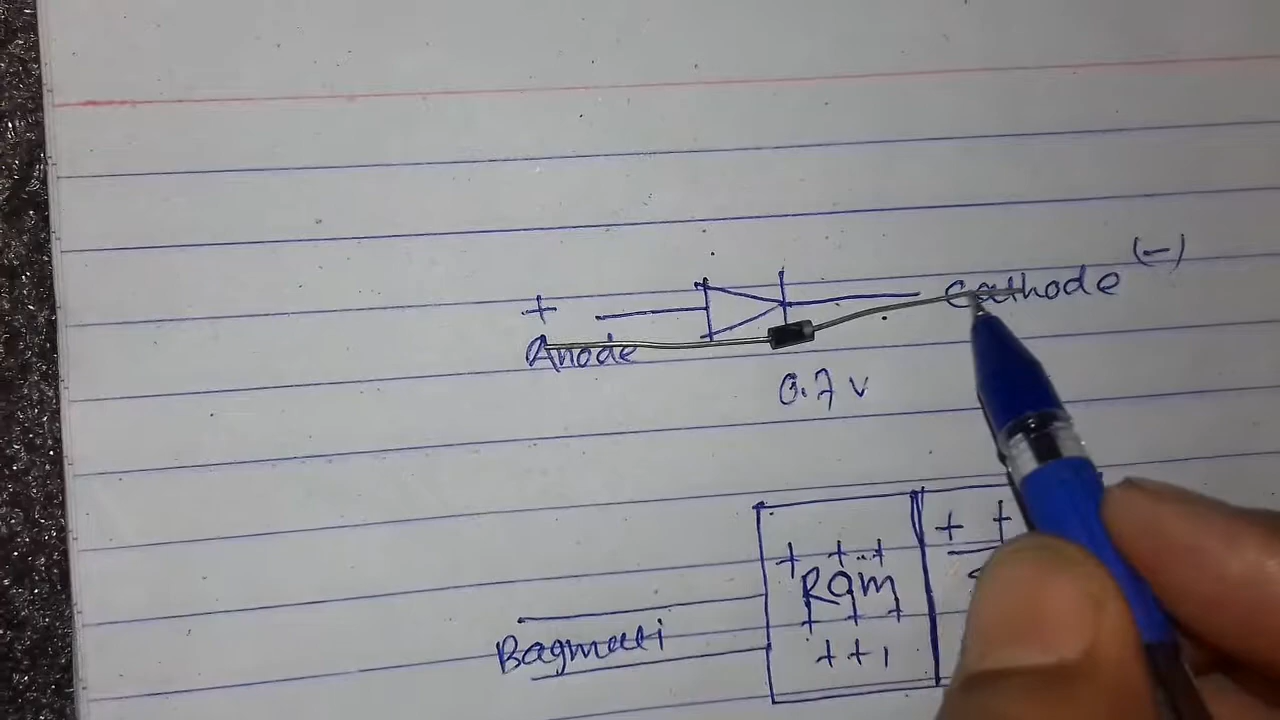 (-)
+ Cathode
Anode
0.7 v
+ +
+ + +
RAM
Bagmati
+ + 1